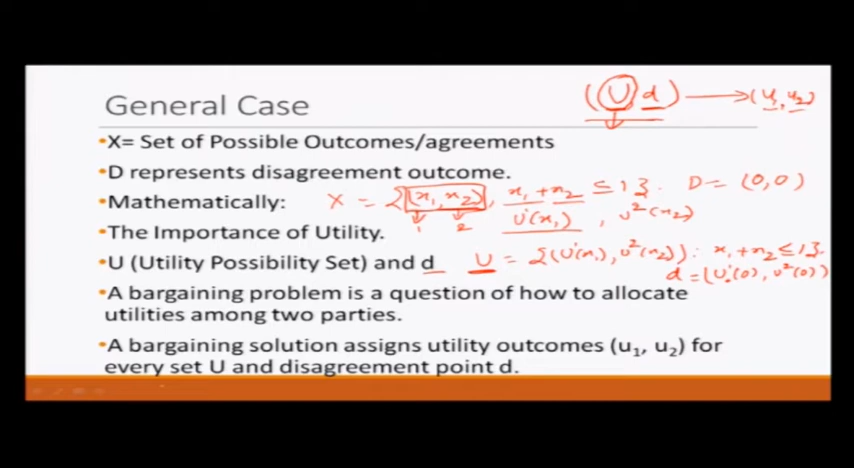 (U d) → (u₁, u₂)
General Case
•X= Set of Possible Outcomes/agreements
•D represents disagreement outcome.
•Mathematically: X = {(x₁, x₂), x₁ + x₂ ≤ 1}. D = (0,0)
1 2 U¹(x₁), U²(x₂)
•The Importance of Utility.
•U (Utility Possibility Set) and d U = {(U¹(x₁), U²(x₂)) : x₁ + x₂ ≤ 1}.
d = (U¹(0), U²(0))
•A bargaining problem is a question of how to allocate
utilities among two parties.
•A bargaining solution assigns utility outcomes (u₁, u₂) for
every set U and disagreement point d.